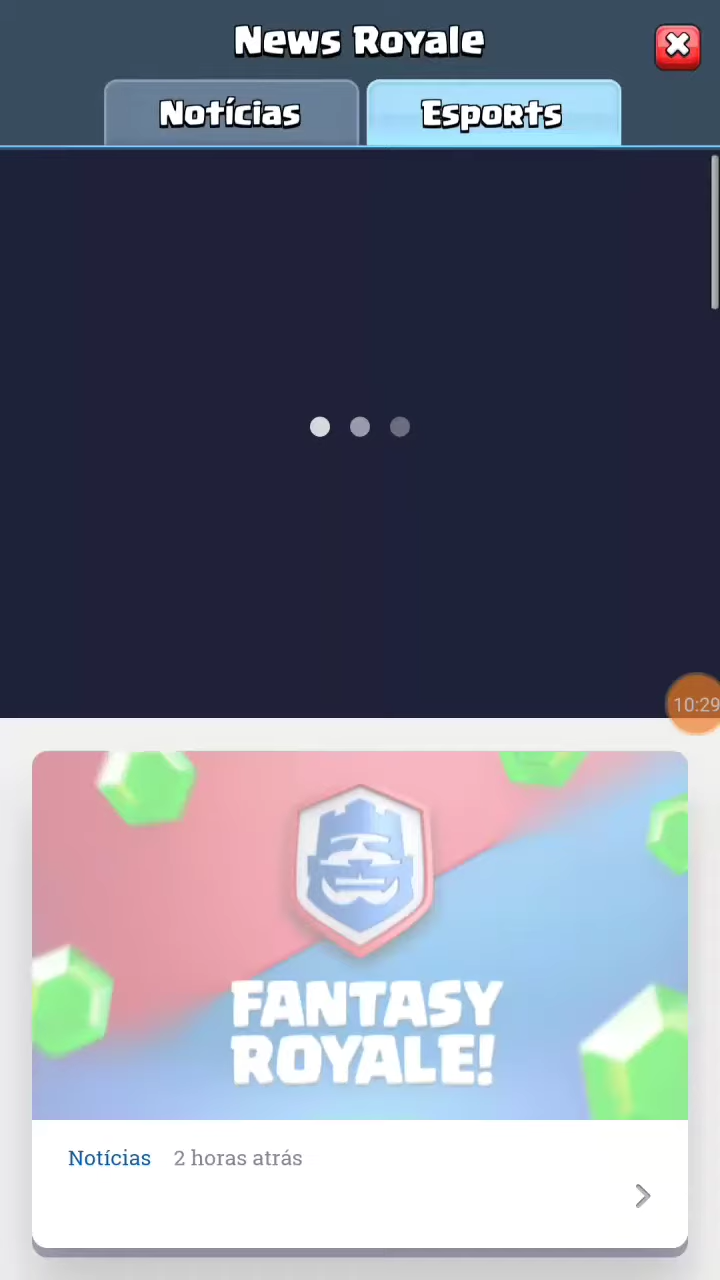 News Royale
Notícias
Esports
10:29
FANTASY
ROYALE!
Notícias 2 horas atrás